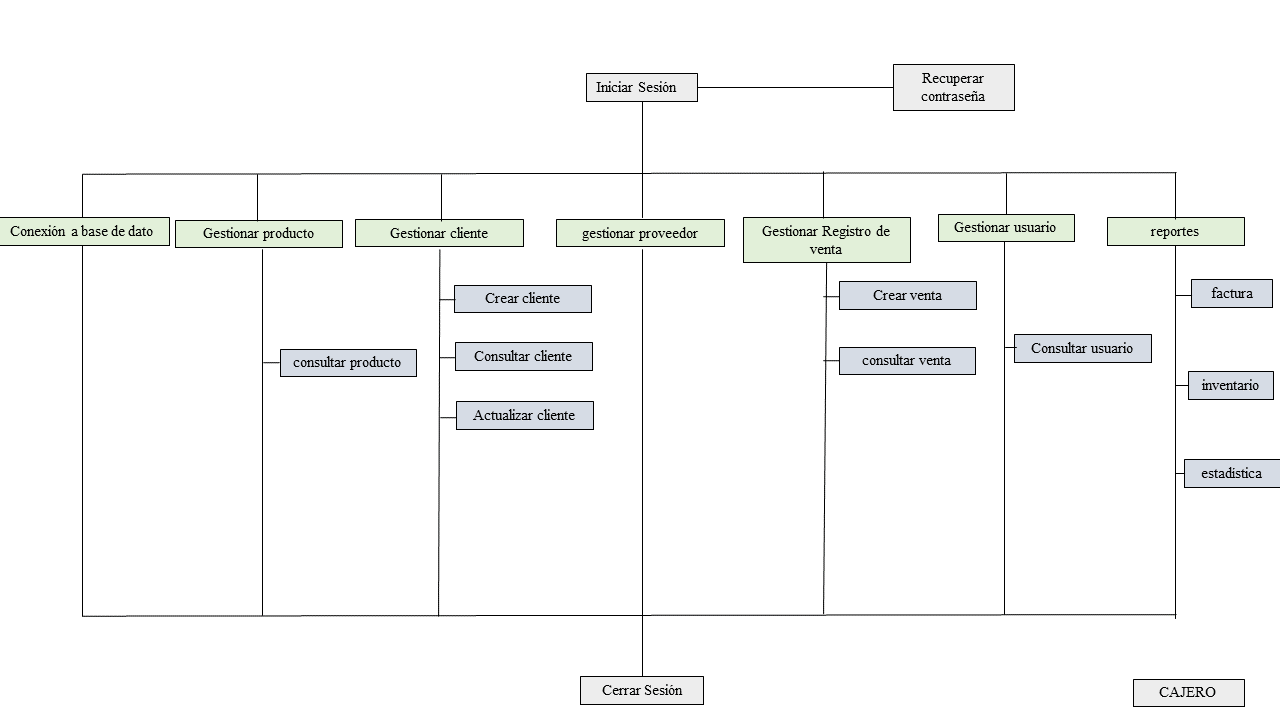 Iniciar Sesión
Recuperar
contraseña
Conexión a base de dato
Gestionar producto
Gestionar cliente
gestionar proveedor
Gestionar Registro de
venta
Gestionar usuario
reportes
Crear cliente
Crear venta
factura
consultar producto
Consultar cliente
consultar venta
Consultar usuario
inventario
Actualizar cliente
estadistica
Cerrar Sesión
CAJERO